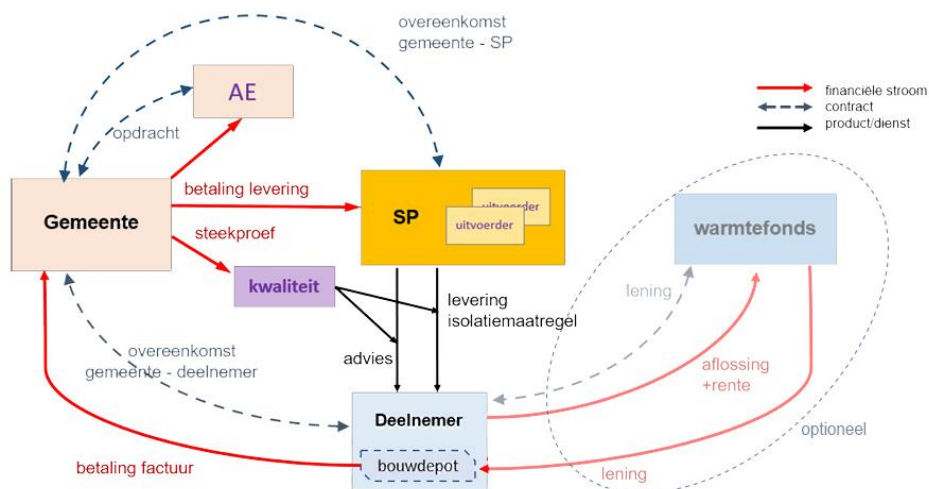 overeenkomst
gemeente - SP
AE
opdracht
financiële stroom
contract
product/dienst
Gemeente
betaling levering
SP
uitvoerder
uitvoerder
steekproef
kwaliteit
warmtefonds
lening
levering
isolatiemaatregel
advies
overeenkomst
gemeente - deelnemer
aflossing
+rente
Deelnemer
optioneel
betaling factuur
bouwdepot
lening